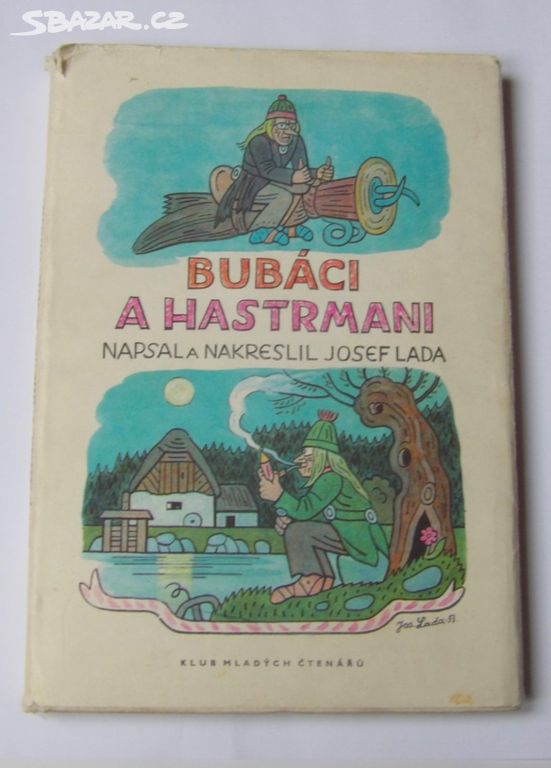 SBAZAR.CZ
BUBÁCI
A HASTRMANI
NAPSAL A NAKRESLIL JOSEF LADA
Jos. Lada
KLUB MLADÝCH ČTENÁŘŮ